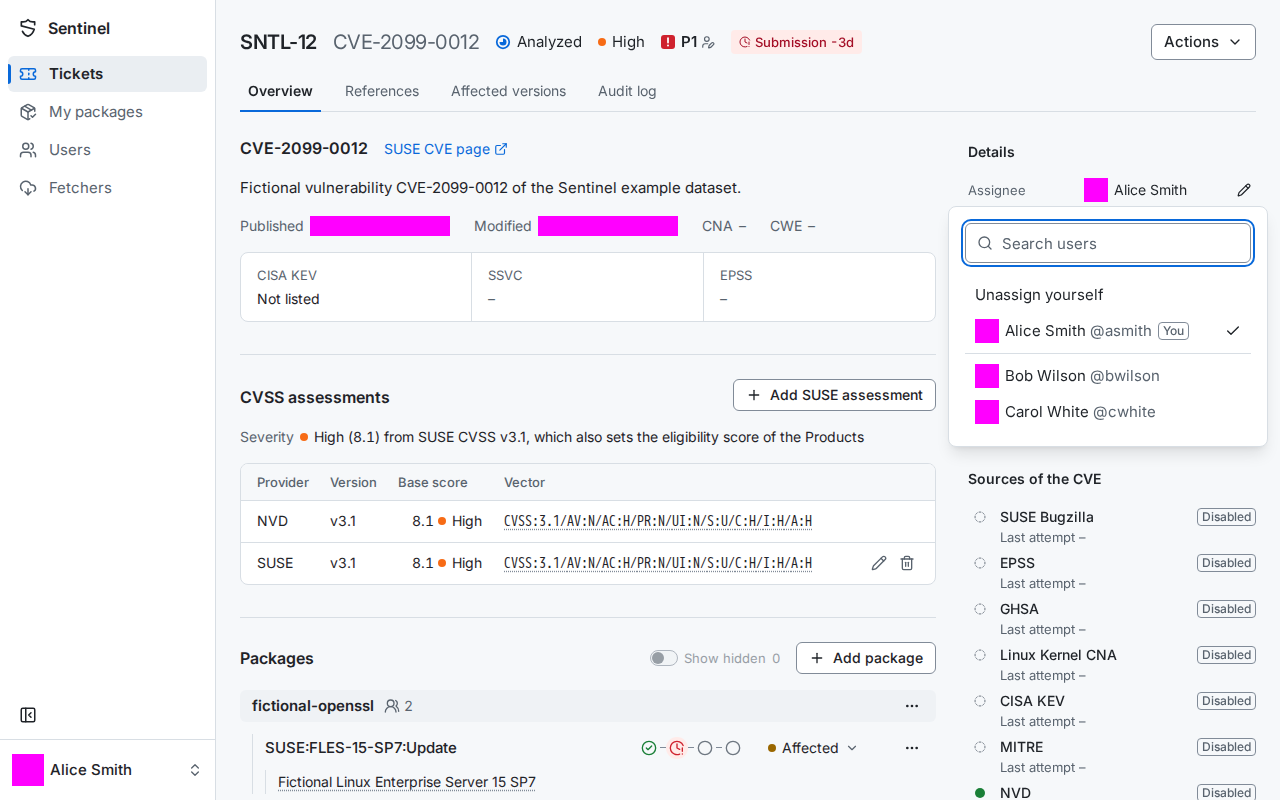 Sentinel
Tickets
My packages
Users
Fetchers
Alice Smith
SNTL-12 CVE-2099-0012 Analyzed High P1 Submission -3d
Actions
Overview References Affected versions Audit log
CVE-2099-0012 SUSE CVE page
Fictional vulnerability CVE-2099-0012 of the Sentinel example dataset.
Published Modified CNA – CWE –
CISA KEV SSVC EPSS
Not listed – –
CVSS assessments
Add SUSE assessment
Severity High (8.1) from SUSE CVSS v3.1, which also sets the eligibility score of the Products
Provider Version Base score Vector
NVD v3.1 8.1 High CVSS:3.1/AV:N/AC:H/PR:N/UI:N/S:U/C:H/I:H/A:H
SUSE v3.1 8.1 High CVSS:3.1/AV:N/AC:H/PR:N/UI:N/S:U/C:H/I:H/A:H
Packages
Show hidden 0
Add package
fictional-openssl 2
SUSE:FLES-15-SP7:Update Affected
Fictional Linux Enterprise Server 15 SP7
Details
Assignee Alice Smith
Search users
Unassign yourself
Alice Smith @asmith You
Bob Wilson @bwilson
Carol White @cwhite
Sources of the CVE
SUSE Bugzilla Disabled
Last attempt –
EPSS Disabled
Last attempt –
GHSA Disabled
Last attempt –
Linux Kernel CNA Disabled
Last attempt –
CISA KEV Disabled
Last attempt –
MITRE Disabled
Last attempt –
NVD Disabled